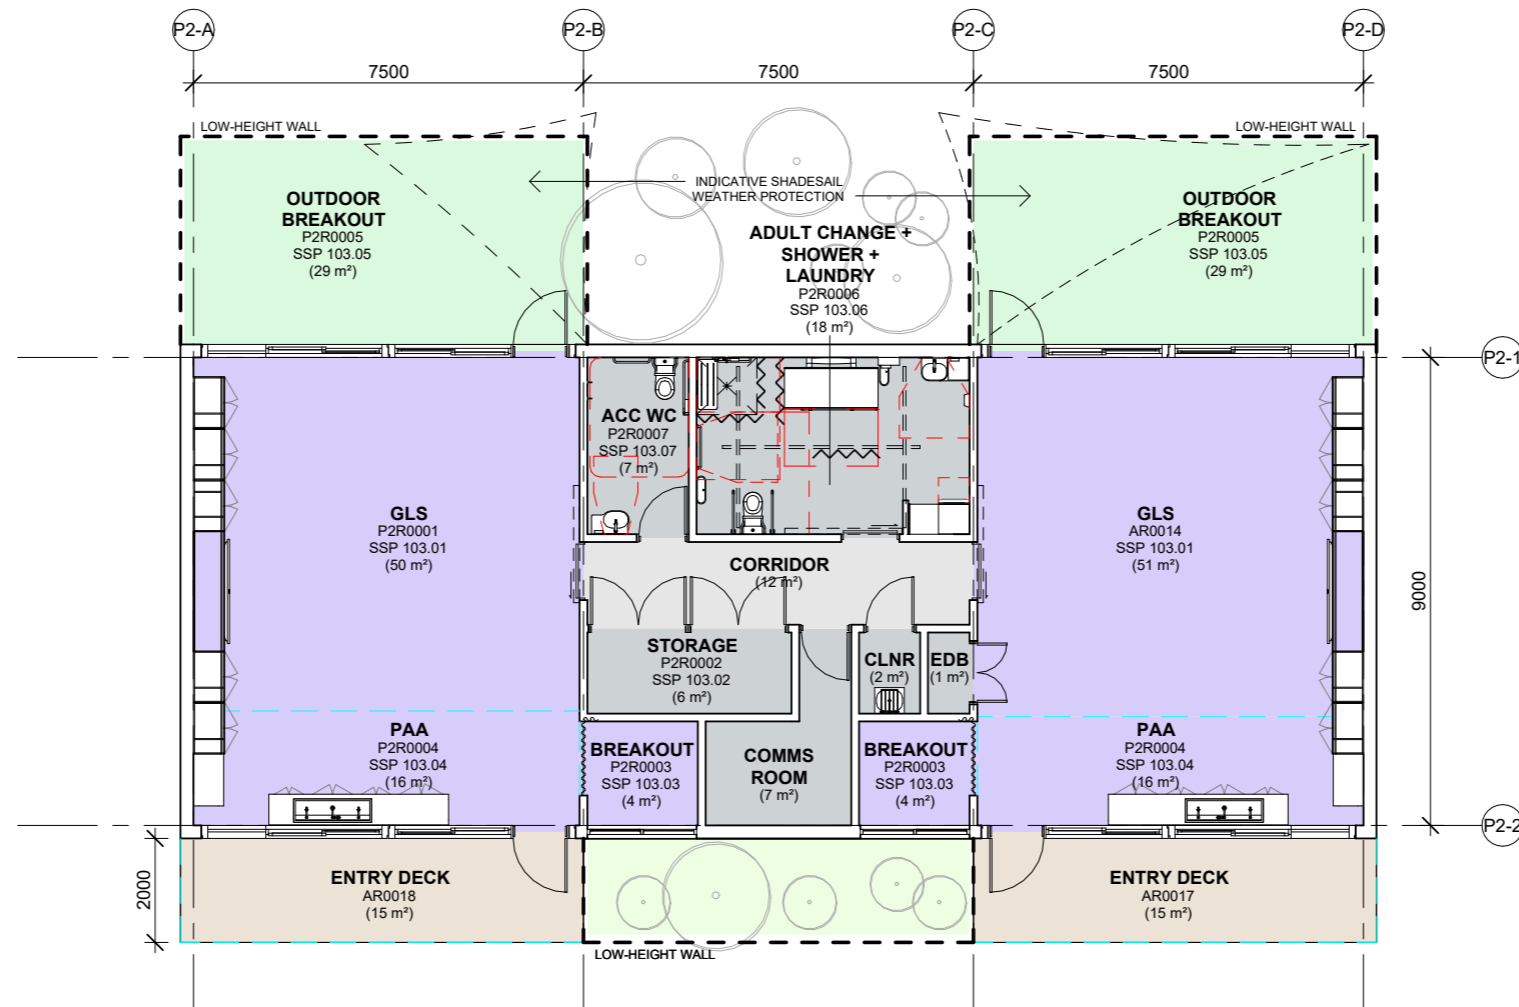 P2-A
P2-B
P2-C
P2-D
7500
7500
7500
LOW-HEIGHT WALL
LOW-HEIGHT WALL
INDICATIVE SHADESAIL
WEATHER PROTECTION
OUTDOOR
BREAKOUT
P2R0005
SSP 103.05
(29 m²)
ADULT CHANGE +
SHOWER +
LAUNDRY
P2R0006
SSP 103.06
(18 m²)
OUTDOOR
BREAKOUT
P2R0005
SSP 103.05
(29 m²)
P2-1
ACC WC
P2R0007
SSP 103.07
(7 m²)
GLS
P2R0001
SSP 103.01
(50 m²)
GLS
AR0014
SSP 103.01
(51 m²)
CORRIDOR
(12 m²)
9000
STORAGE
P2R0002
SSP 103.02
(6 m²)
CLNR
(2 m²)
EDB
(1 m²)
PAA
P2R0004
SSP 103.04
(16 m²)
BREAKOUT
P2R0003
SSP 103.03
(4 m²)
COMMS
ROOM
(7 m²)
BREAKOUT
P2R0003
SSP 103.03
(4 m²)
PAA
P2R0004
SSP 103.04
(16 m²)
P2-2
2000
ENTRY DECK
AR0018
(15 m²)
ENTRY DECK
AR0017
(15 m²)
LOW-HEIGHT WALL